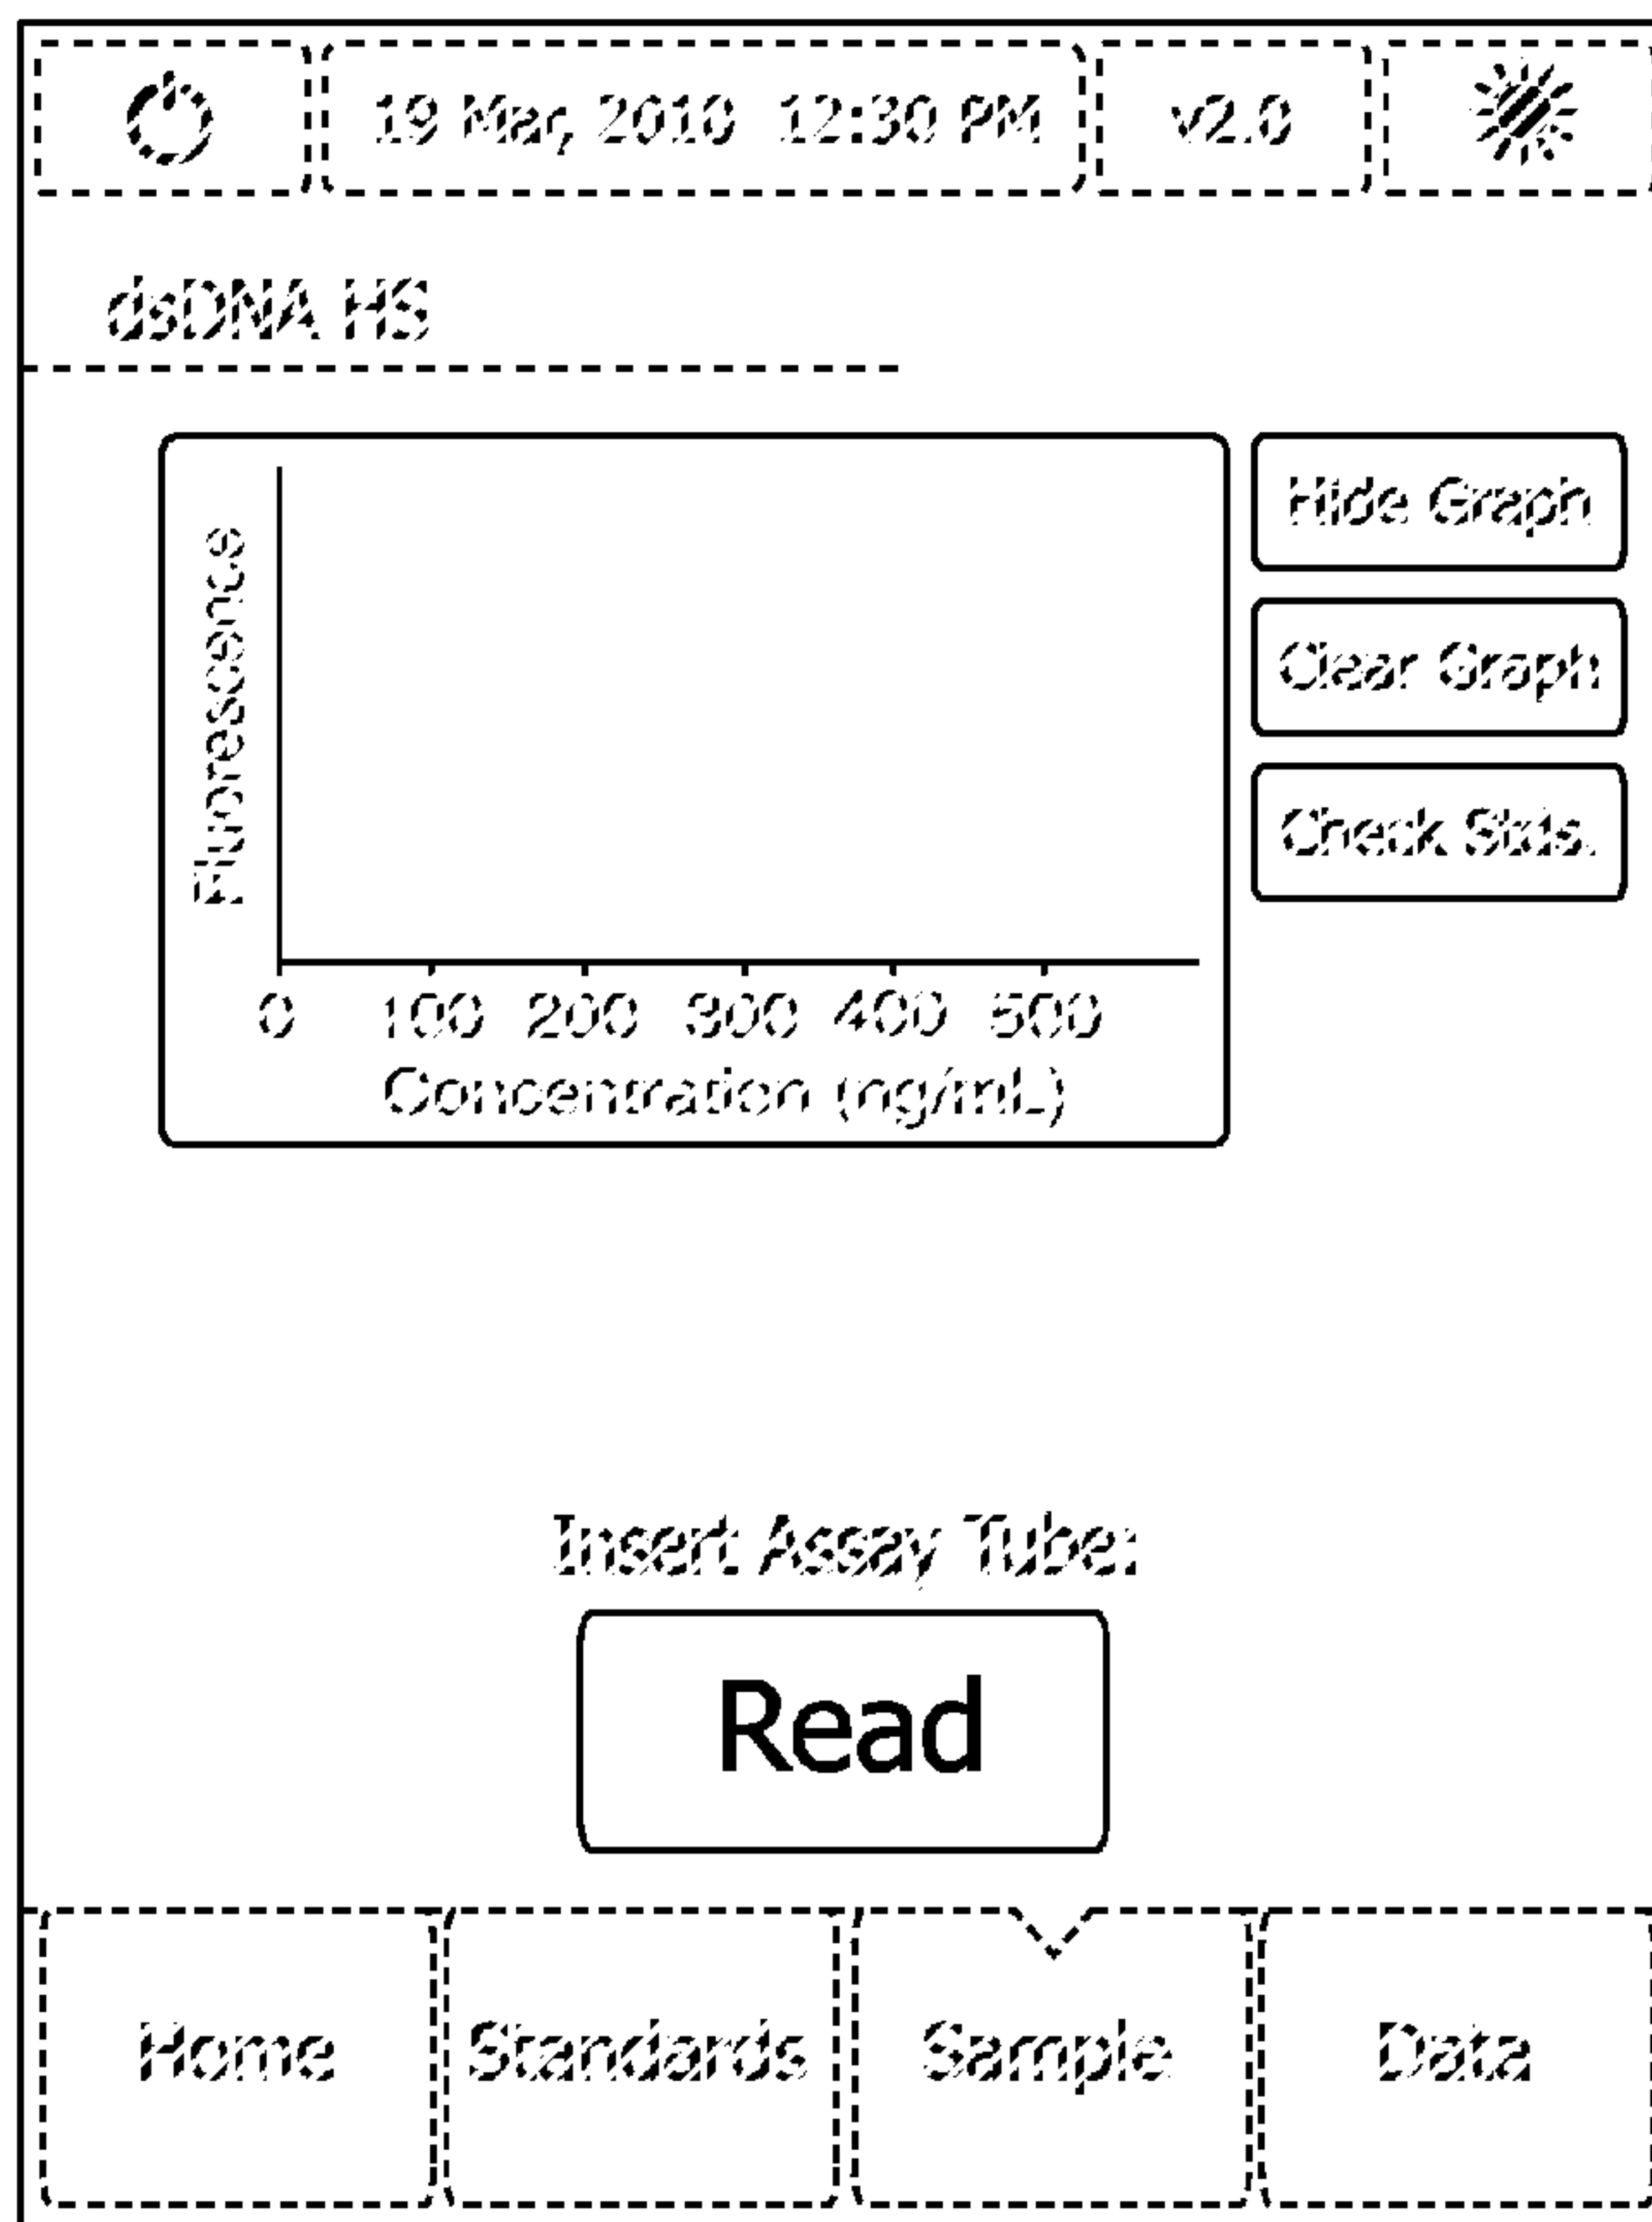 19 Mar, 2010 12:30 PM v2.0
dsDNA HS
Hide Graph
Clear Graph
Check Stds.
Fluorescence
0 100 200 300 400 500
Concentration (ng/mL)
Insert Assay Tube:
Read
Home Standards Sample Data